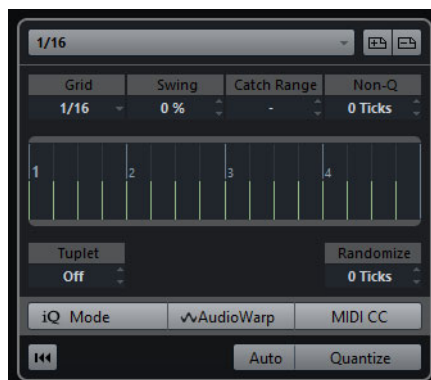 1/16
Grid Swing Catch Range Non-Q
1/16 0 % - 0 Ticks
1 2 3 4
Tuplet Randomize
Off 0 Ticks
iQ Mode AudioWarp MIDI CC
Auto Quantize